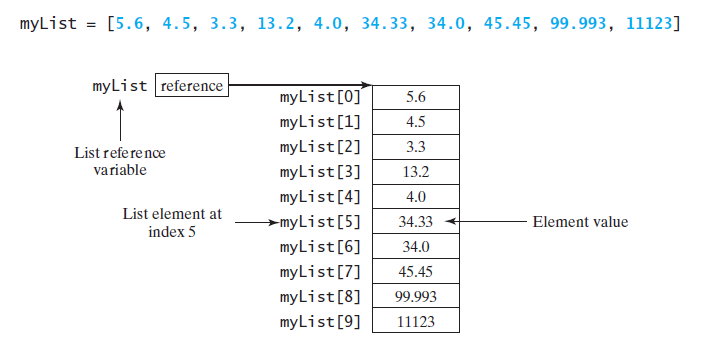 myList = [5.6, 4.5, 3.3, 13.2, 4.0, 34.33, 34.0, 45.45, 99.993, 11123]
myList reference
myList[0] 5.6
myList[1] 4.5
List reference
variable
myList[2] 3.3
myList[3] 13.2
myList[4] 4.0
List element at
index 5
myList[5] 34.33 Element value
myList[6] 34.0
myList[7] 45.45
myList[8] 99.993
myList[9] 11123